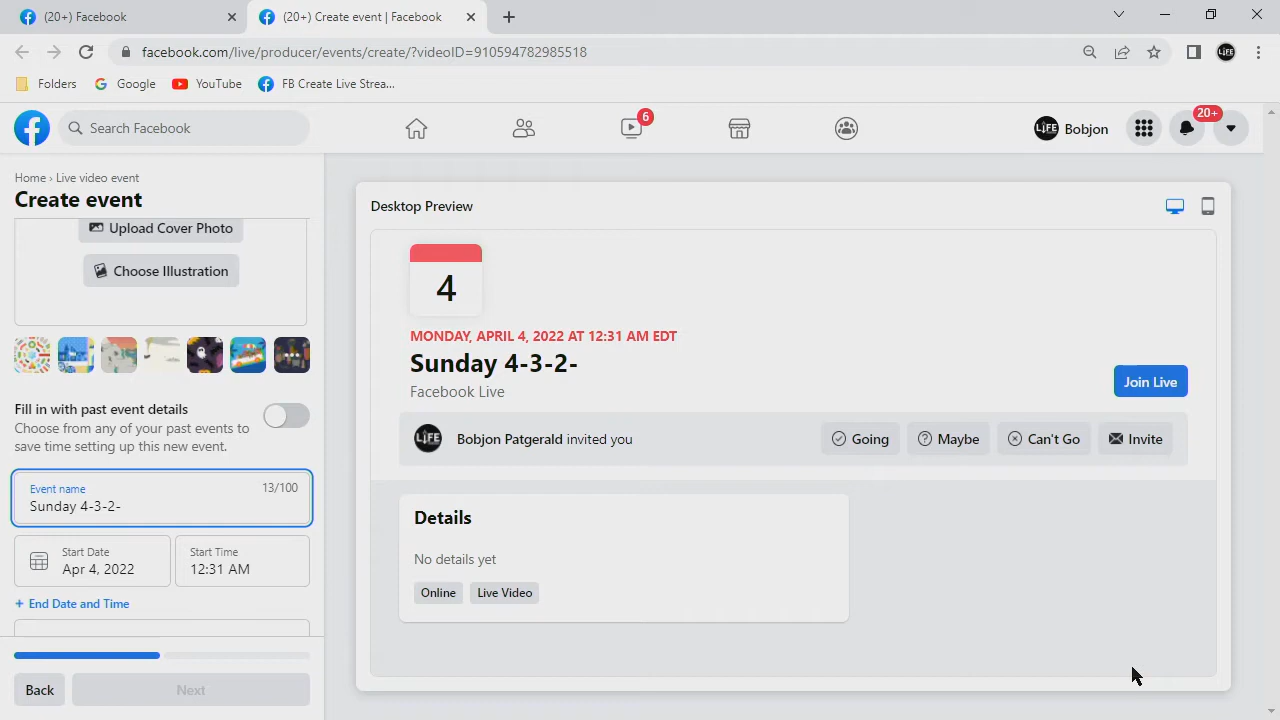 (20+) Facebook
(20+) Create event | Facebook
facebook.com/live/producer/events/create/?videoID=910594782985518
Folders
Google
YouTube
FB Create Live Strea...
Search Facebook
6
LIFE
Bobjon
20+
Home › Live video event
Create event
Upload Cover Photo
Choose Illustration
Fill in with past event details
Choose from any of your past events to
save time setting up this new event.
Event name
13/100
Sunday 4-3-2-
Start Date
Apr 4, 2022
Start Time
12:31 AM
+ End Date and Time
Back
Next
Desktop Preview
4
MONDAY, APRIL 4, 2022 AT 12:31 AM EDT
Sunday 4-3-2-
Facebook Live
Join Live
LIFE
Bobjon Patgerald invited you
Going
Maybe
Can't Go
Invite
Details
No details yet
Online
Live Video